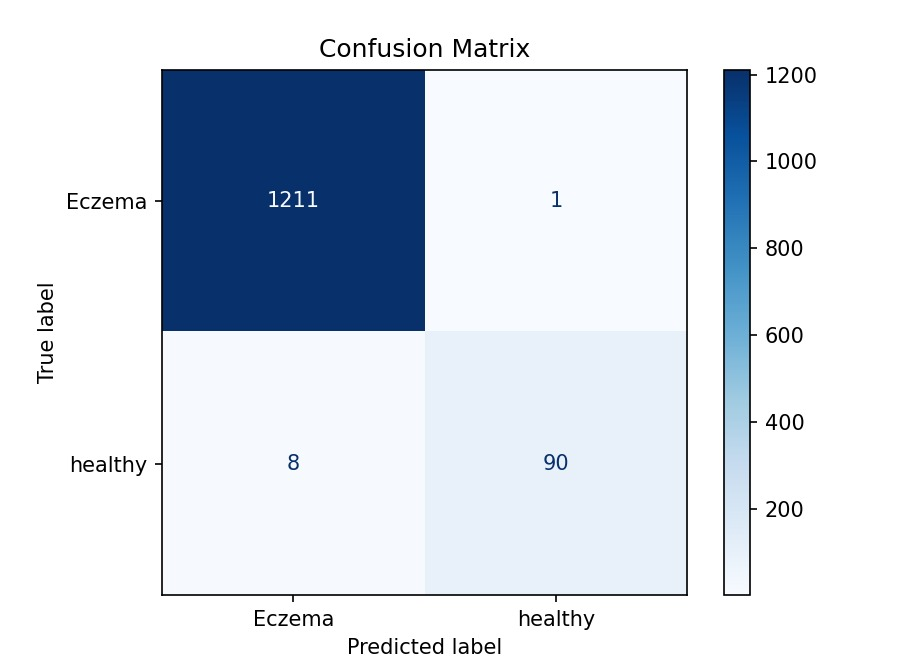 Confusion Matrix
1200
1000
800
600
400
200
True label
Eczema
healthy
1211
1
8
90
Eczema
healthy
Predicted label